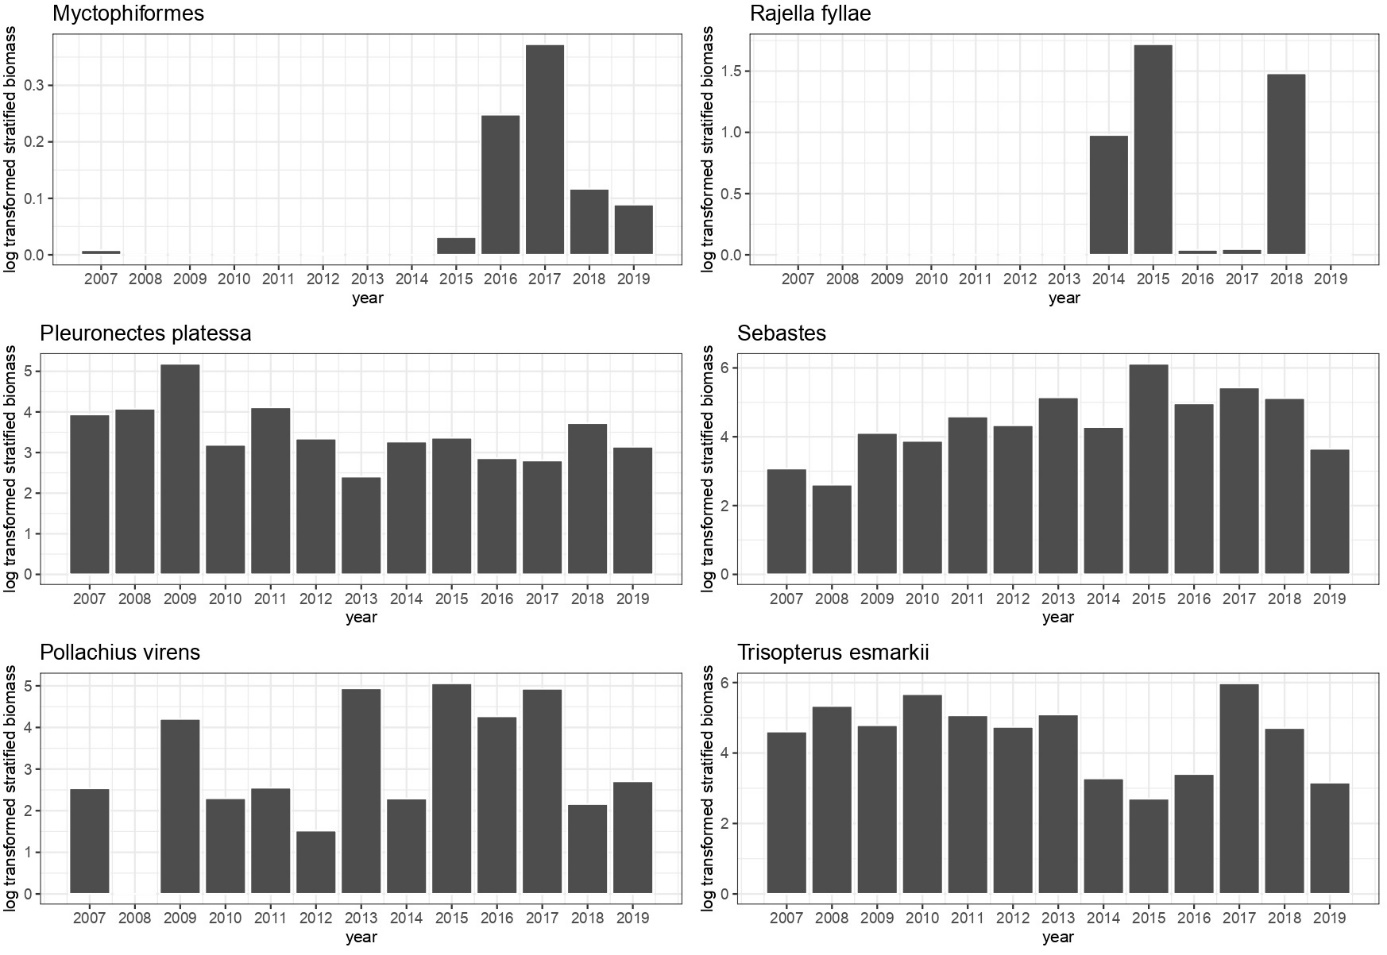 Myctophiformes
log transformed stratified biomass
0.3
0.2
0.1
0.0
2007 2008 2009 2010 2011 2012 2013 2014 2015 2016 2017 2018 2019
year
Rajella fyllae
log transformed stratified biomass
1.5
1.0
0.5
0.0
2007 2008 2009 2010 2011 2012 2013 2014 2015 2016 2017 2018 2019
year
Pleuronectes platessa
log transformed stratified biomass
5
4
3
2
1
0
2007 2008 2009 2010 2011 2012 2013 2014 2015 2016 2017 2018 2019
year
Sebastes
log transformed stratified biomass
6
4
2
0
2007 2008 2009 2010 2011 2012 2013 2014 2015 2016 2017 2018 2019
year
Pollachius virens
log transformed stratified biomass
5
4
3
2
1
0
2007 2008 2009 2010 2011 2012 2013 2014 2015 2016 2017 2018 2019
year
Trisopterus esmarkii
log transformed stratified biomass
6
4
2
0
2007 2008 2009 2010 2011 2012 2013 2014 2015 2016 2017 2018 2019
year